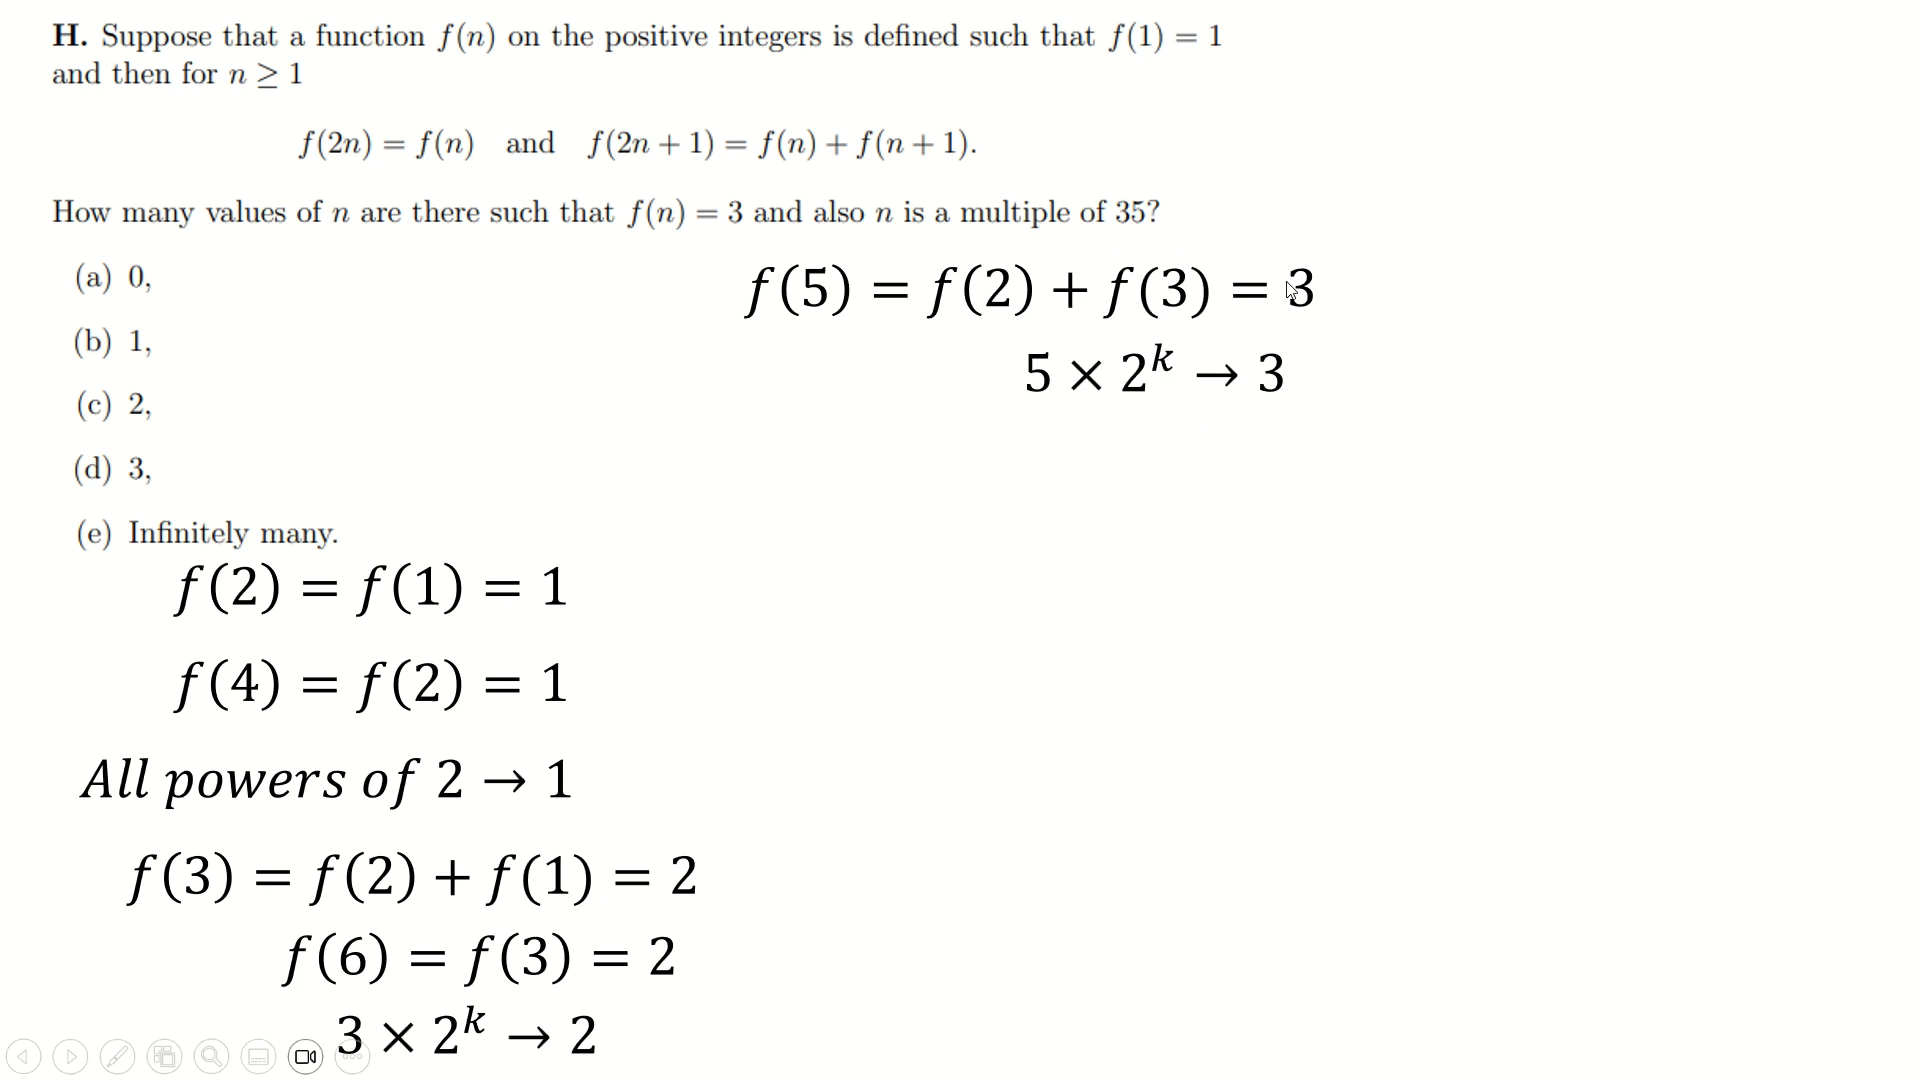 H. Suppose that a function f(n) on the positive integers is defined such that f(1) = 1
and then for n ≥ 1
f(2n) = f(n) and f(2n + 1) = f(n) + f(n + 1).
How many values of n are there such that f(n) = 3 and also n is a multiple of 35?
(a) 0,
(b) 1,
(c) 2,
(d) 3,
(e) Infinitely many.
f(5) = f(2) + f(3) = 3
5 × 2^k → 3
f(2) = f(1) = 1
f(4) = f(2) = 1
All powers of 2 → 1
f(3) = f(2) + f(1) = 2
f(6) = f(3) = 2
3 × 2^k → 2